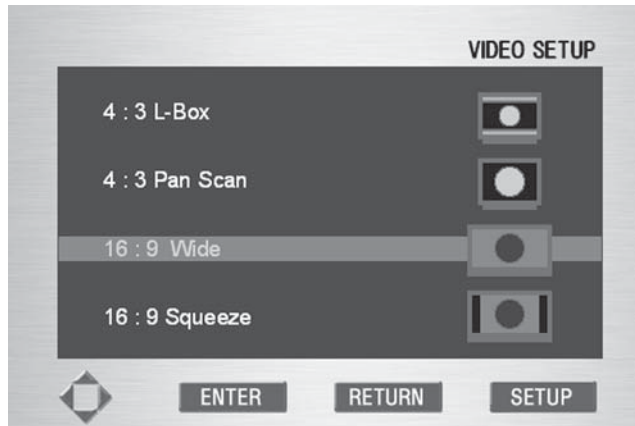 VIDEO SETUP
4 : 3 L-Box
4 : 3 Pan Scan
16 : 9 Wide
16 : 9 Squeeze
ENTER RETURN SETUP